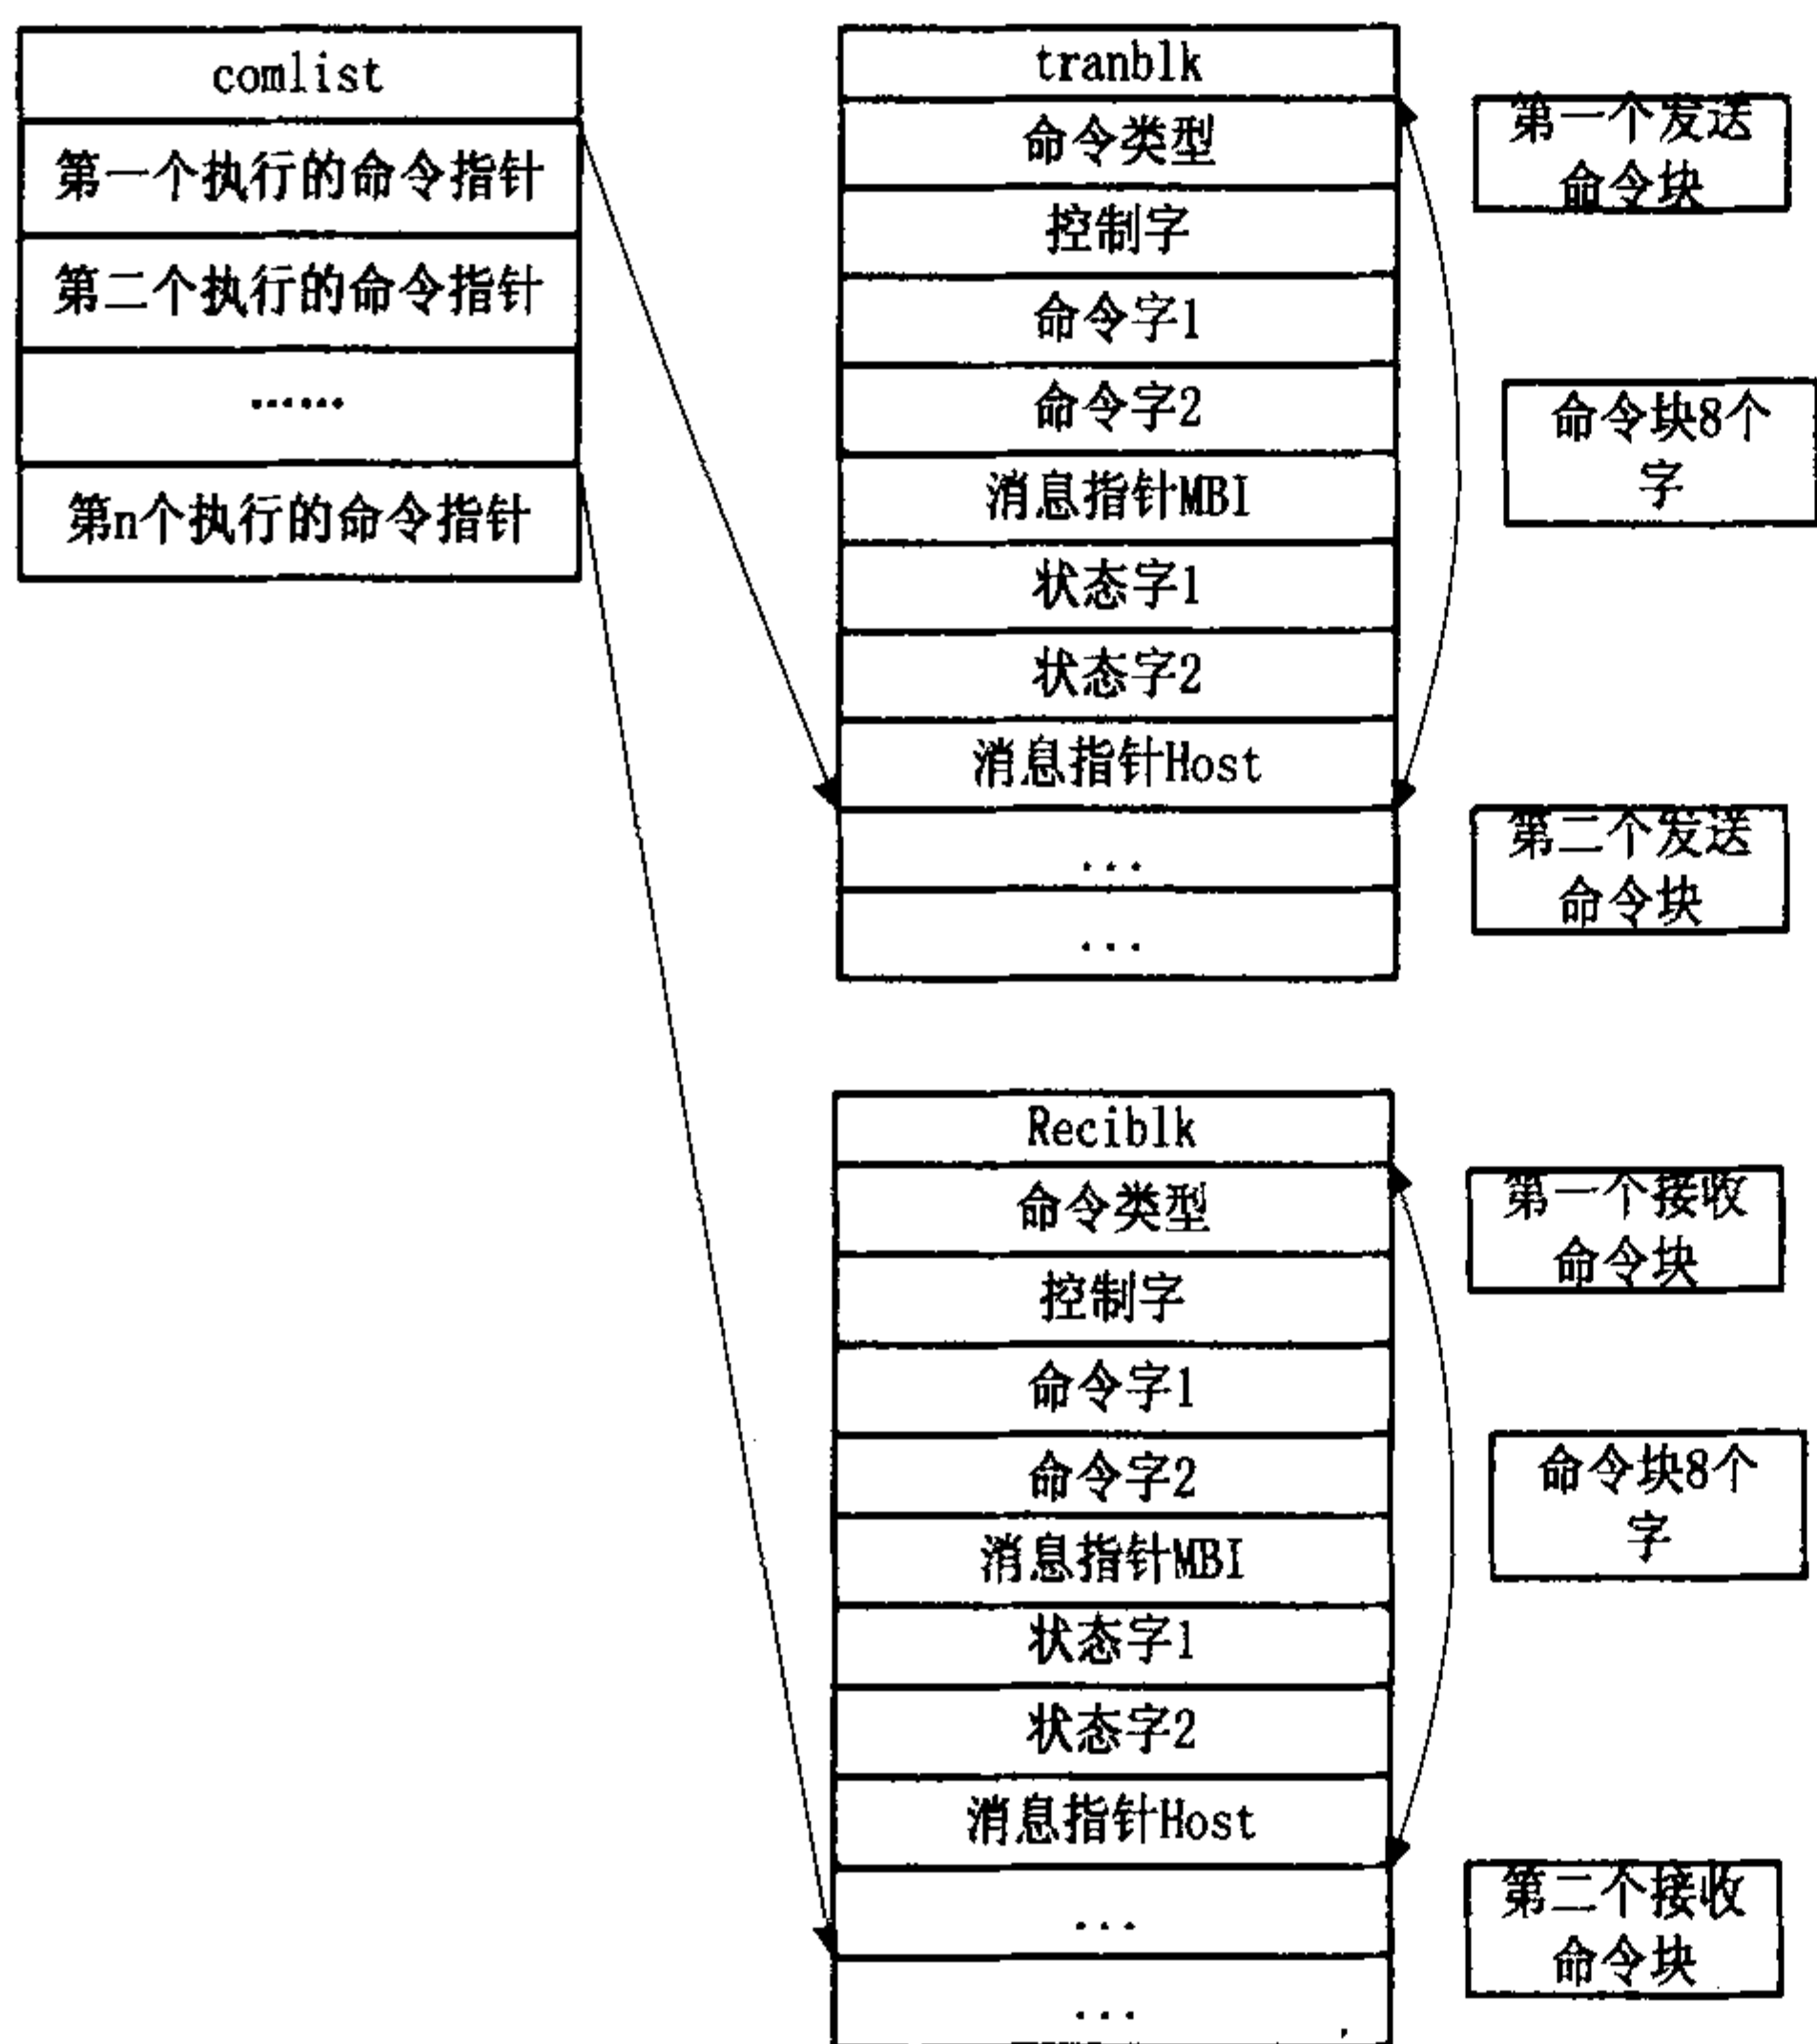 comlist
第一个执行的命令指针
第二个执行的命令指针
......
第n个执行的命令指针
tranblk
命令类型
控制字
命令字1
命令字2
消息指针MBI
状态字1
状态字2
消息指针Host
...
...
第一个发送
命令块
命令块8个
字
第二个发送
命令块
Reciblk
命令类型
控制字
命令字1
命令字2
消息指针MBI
状态字1
状态字2
消息指针Host
...
...
第一个接收
命令块
命令块8个
字
第二个接收
命令块